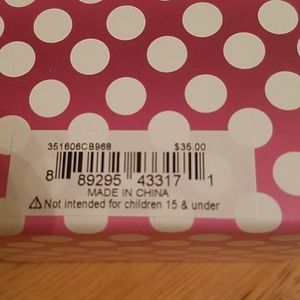 351606CB968 $35.00
8 89295 43317 1
MADE IN CHINA
⚠ Not intended for children 15 & under